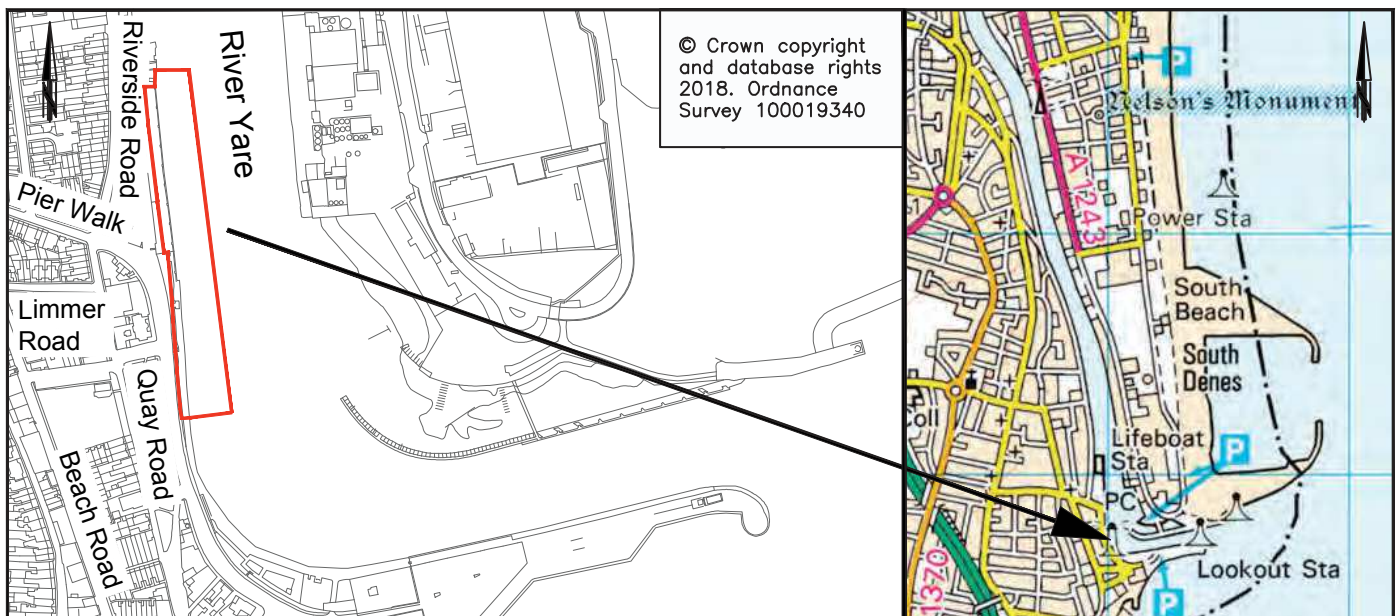 Riverside Road
River Yare
Pier Walk
Limmer
Road
Quay Road
Beach Road
N
© Crown copyright
and database rights
2018. Ordnance
Survey 100019340
P
Nelson's Monument
N
A 1243
Power Sta
South
Beach
South
Denes
Coll
Lifeboat
Sta
P
PC
Lookout Sta
1370
P